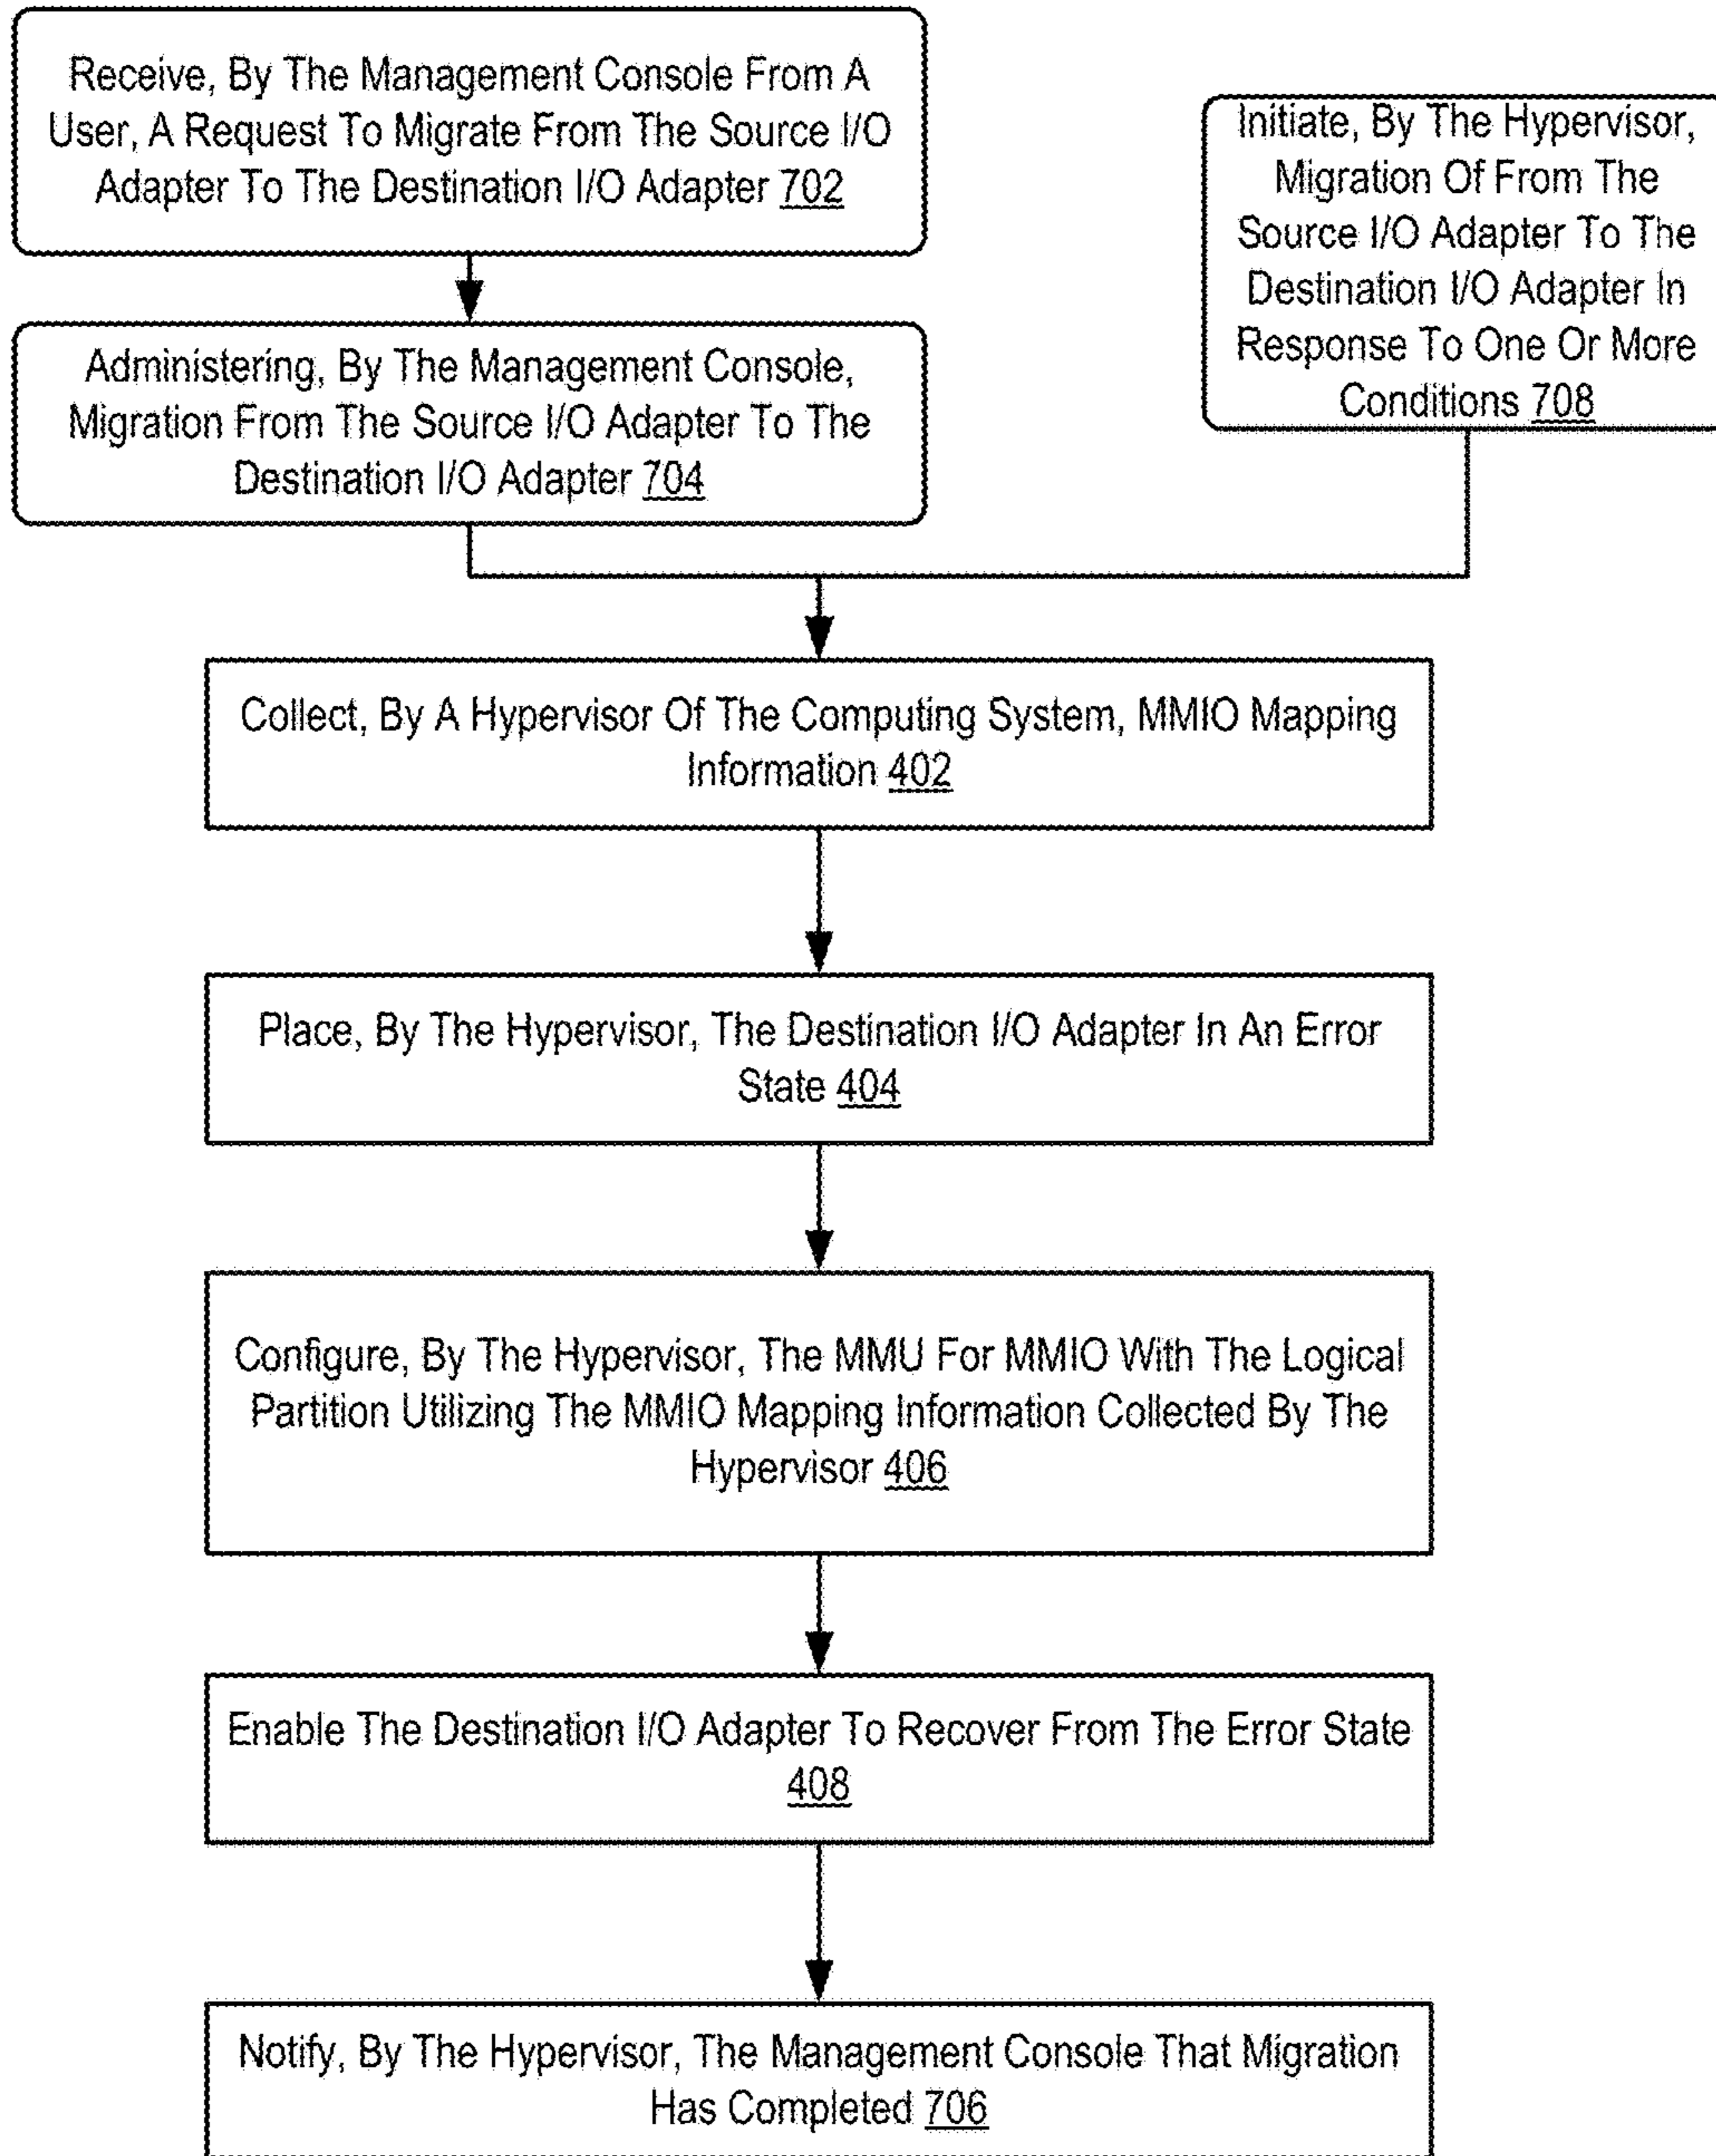 Receive, By The Management Console From A
User, A Request To Migrate From The Source I/O
Adapter To The Destination I/O Adapter 702
Administering, By The Management Console,
Migration From The Source I/O Adapter To The
Destination I/O Adapter 704
Initiate, By The Hypervisor,
Migration Of From The
Source I/O Adapter To The
Destination I/O Adapter In
Response To One Or More
Conditions 708
Collect, By A Hypervisor Of The Computing System, MMIO Mapping
Information 402
Place, By The Hypervisor, The Destination I/O Adapter In An Error
State 404
Configure, By The Hypervisor, The MMU For MMIO With The Logical
Partition Utilizing The MMIO Mapping Information Collected By The
Hypervisor 406
Enable The Destination I/O Adapter To Recover From The Error State
408
Notify, By The Hypervisor, The Management Console That Migration
Has Completed 706